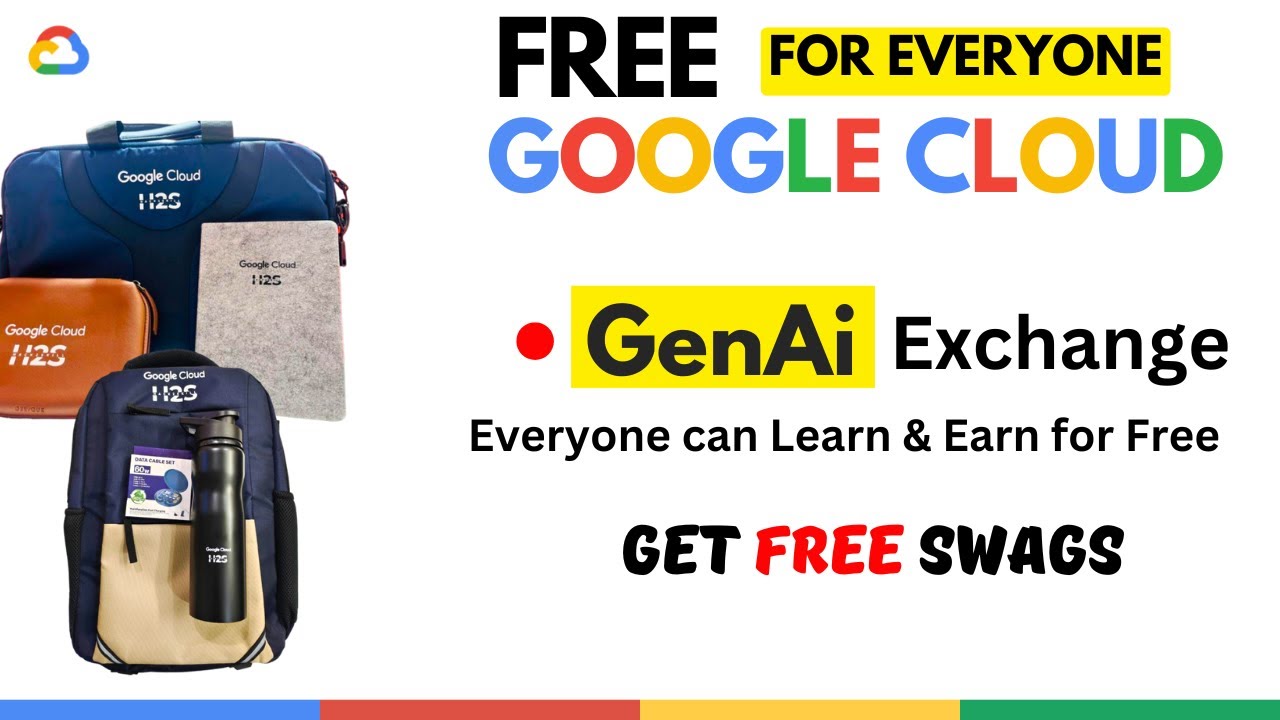 FREE FOR EVERYONE
GOOGLE CLOUD
GenAi Exchange
Everyone can Learn & Earn for Free
GET FREE SWAGS
Google Cloud
H2S
Google Cloud
H2S
Google Cloud
H2S
Google Cloud
H2S
DATA CABLE SET
60W
Google Cloud
H2S